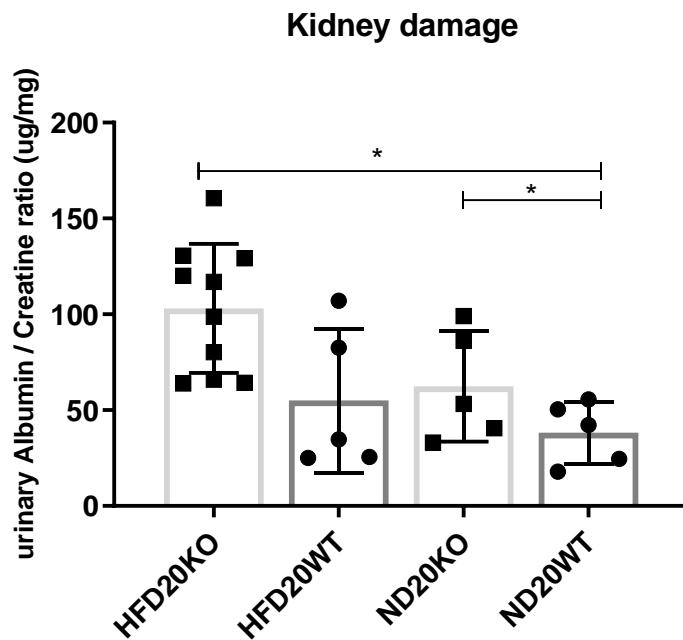 Kidney damage
urinary Albumin / Creatine ratio (ug/mg)
200
150
100
50
0
*
*
HFD20KO
HFD20WT
ND20KO
ND20WT